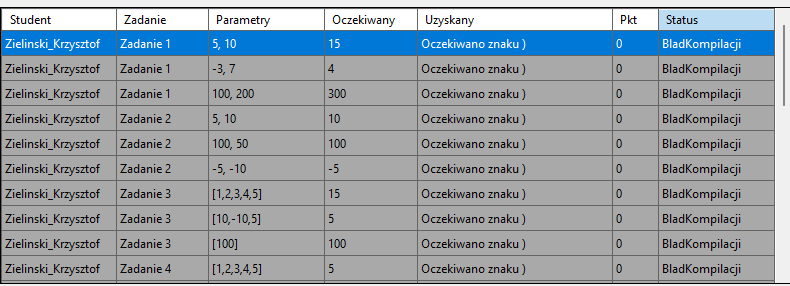 Student Zadanie Parametry Oczekiwany Uzyskany Pkt Status
Zielinski_Krzysztof Zadanie 1 5, 10 15 Oczekiwano znaku ) 0 BladKompilacji
Zielinski_Krzysztof Zadanie 1 -3, 7 4 Oczekiwano znaku ) 0 BladKompilacji
Zielinski_Krzysztof Zadanie 1 100, 200 300 Oczekiwano znaku ) 0 BladKompilacji
Zielinski_Krzysztof Zadanie 2 5, 10 10 Oczekiwano znaku ) 0 BladKompilacji
Zielinski_Krzysztof Zadanie 2 100, 50 100 Oczekiwano znaku ) 0 BladKompilacji
Zielinski_Krzysztof Zadanie 2 -5, -10 -5 Oczekiwano znaku ) 0 BladKompilacji
Zielinski_Krzysztof Zadanie 3 [1,2,3,4,5] 15 Oczekiwano znaku ) 0 BladKompilacji
Zielinski_Krzysztof Zadanie 3 [10,-10,5] 5 Oczekiwano znaku ) 0 BladKompilacji
Zielinski_Krzysztof Zadanie 3 [100] 100 Oczekiwano znaku ) 0 BladKompilacji
Zielinski_Krzysztof Zadanie 4 [1,2,3,4,5] 5 Oczekiwano znaku ) 0 BladKompilacji